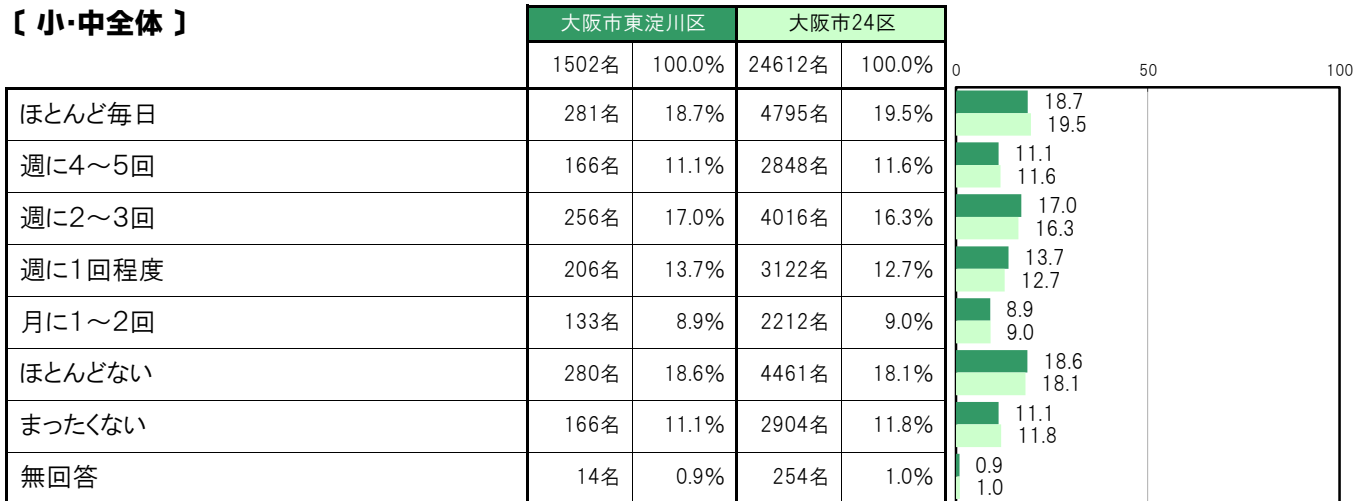 〔 小・中全体 〕
大阪市東淀川区 大阪市24区
1502名 100.0% 24612名 100.0%
0 50 100
ほとんど毎日 281名 18.7% 4795名 19.5% 18.7
19.5
週に4～5回 166名 11.1% 2848名 11.6% 11.1
11.6
週に2～3回 256名 17.0% 4016名 16.3% 17.0
16.3
週に1回程度 206名 13.7% 3122名 12.7% 13.7
12.7
月に1～2回 133名 8.9% 2212名 9.0% 8.9
9.0
ほとんどない 280名 18.6% 4461名 18.1% 18.6
18.1
まったくない 166名 11.1% 2904名 11.8% 11.1
11.8
無回答 14名 0.9% 254名 1.0% 0.9
1.0